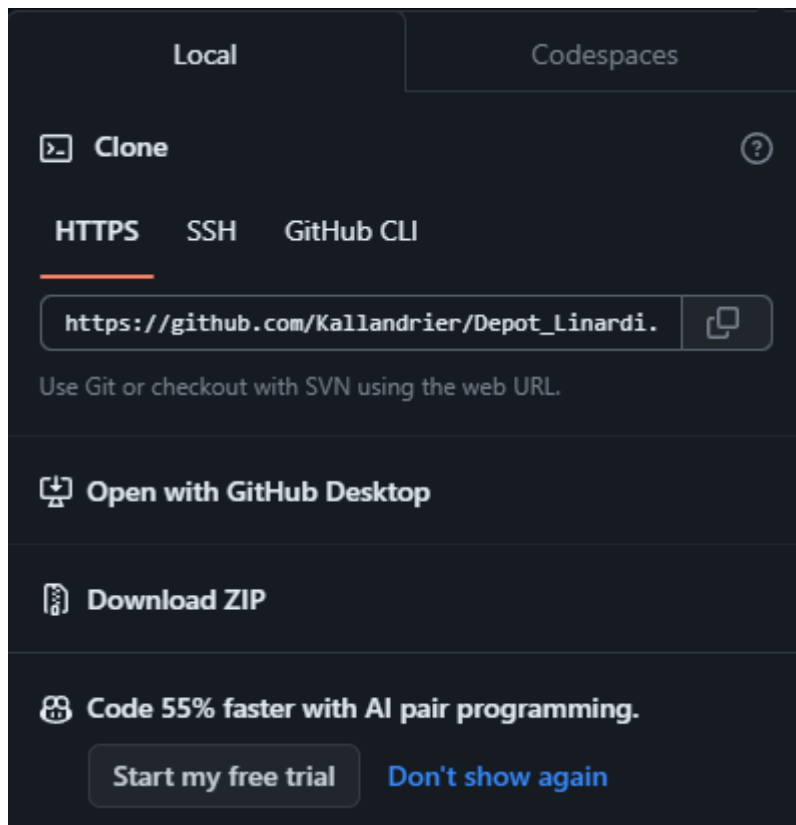 Local Codespaces
Clone
HTTPS SSH GitHub CLI
https://github.com/Kallandrier/Depot_Linardi.
Use Git or checkout with SVN using the web URL.
Open with GitHub Desktop
Download ZIP
Code 55% faster with AI pair programming.
Start my free trial Don't show again